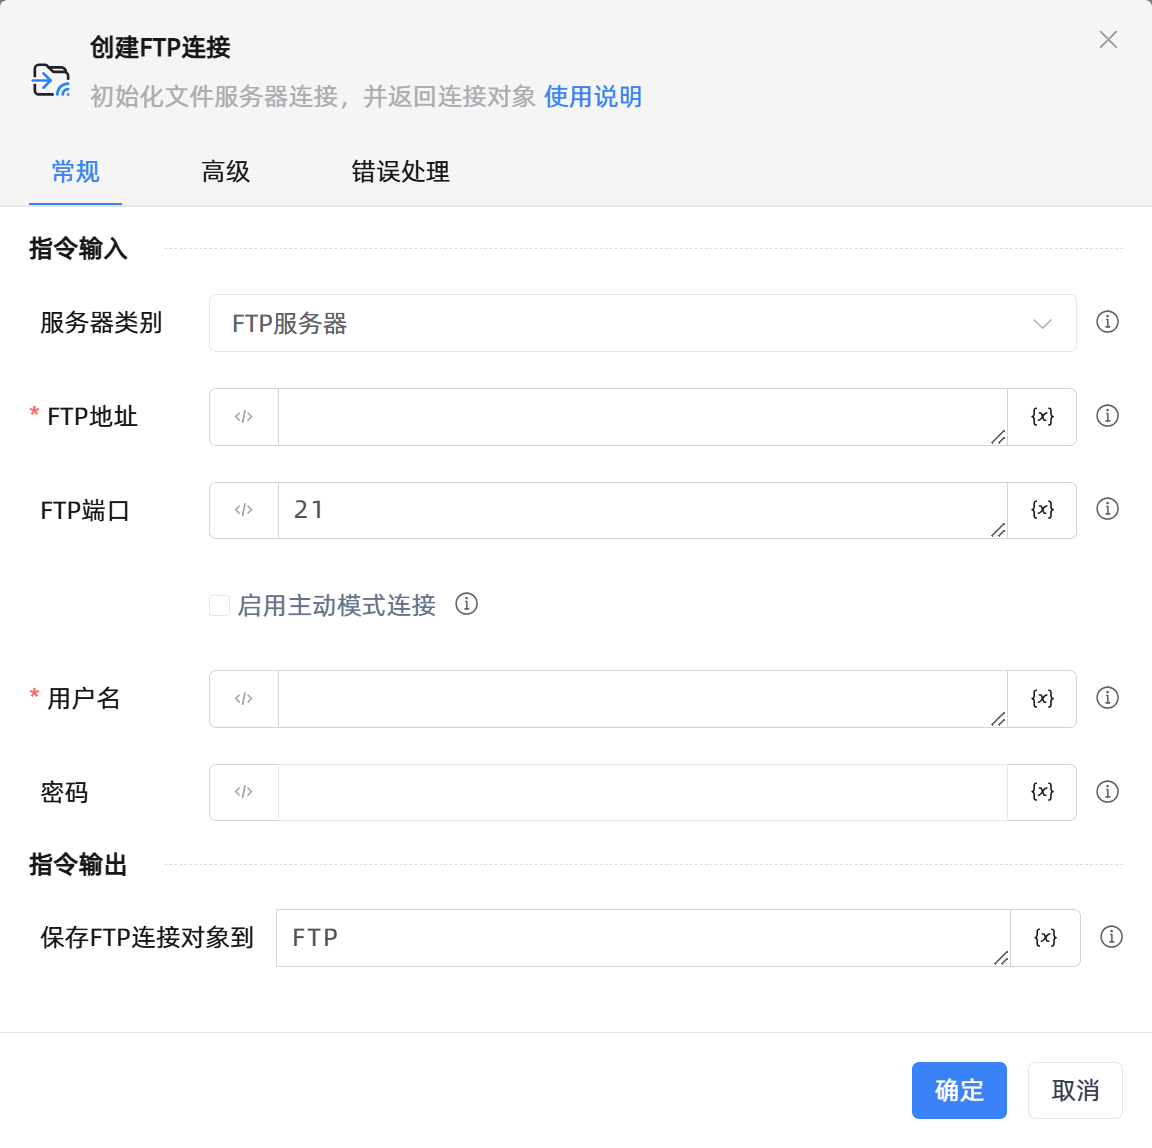 创建FTP连接
初始化文件服务器连接，并返回连接对象 使用说明
常规 高级 错误处理
指令输入
服务器类别 FTP服务器
* FTP地址 </> {x}
FTP端口 </> 21 {x}
启用主动模式连接
* 用户名 </> {x}
密码 </> {x}
指令输出
保存FTP连接对象到 FTP {x}
确定 取消